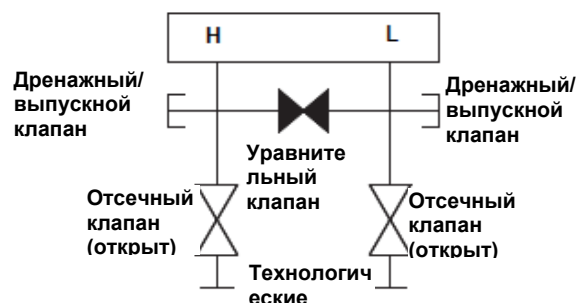 H
L
Дренажный/
выпускной
клапан
Дренажный/
выпускной
клапан
Уравните
льный
клапан
Отсечный
клапан
(открыт)
Отсечный
клапан
(открыт)
Технологич
еские